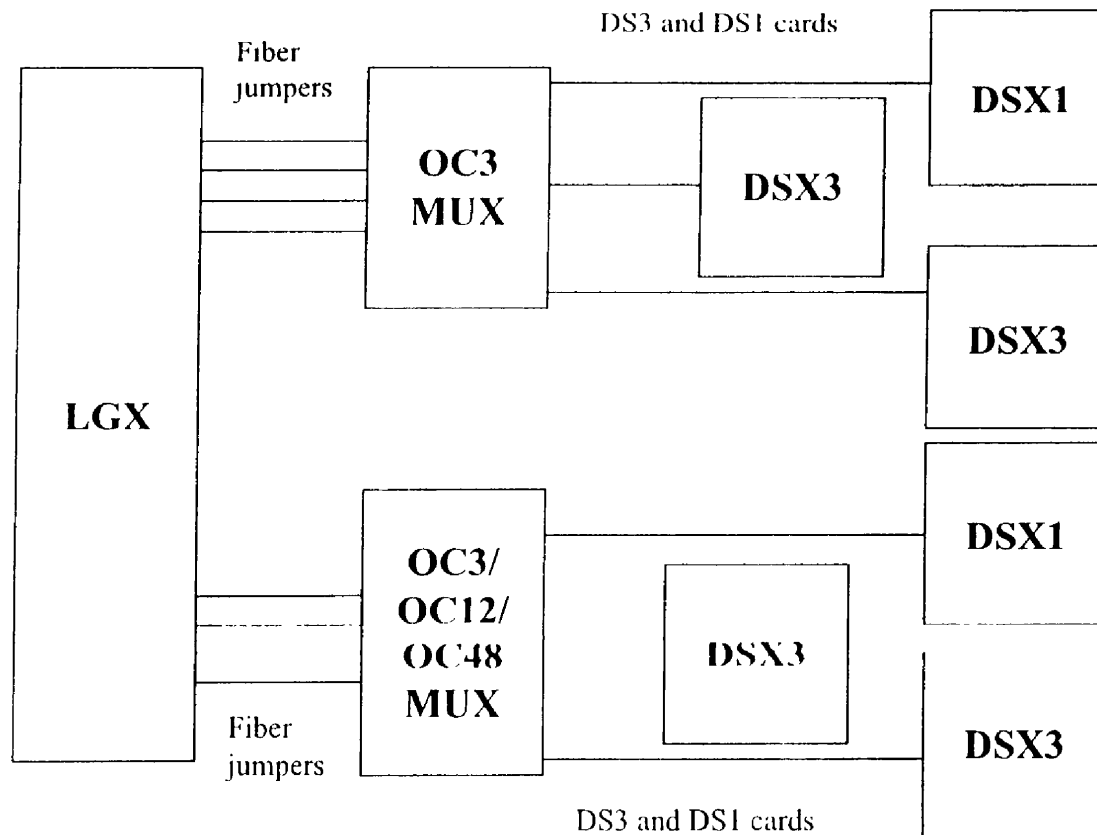 DS3 and DS1 cards
Fiber
jumpers
DSX1
OC3
MUX
DSX3
DSX3
LGX
DSX1
OC3/
OC12/
OC48
MUX
DSX3
Fiber
jumpers
DSX3
DS3 and DS1 cards